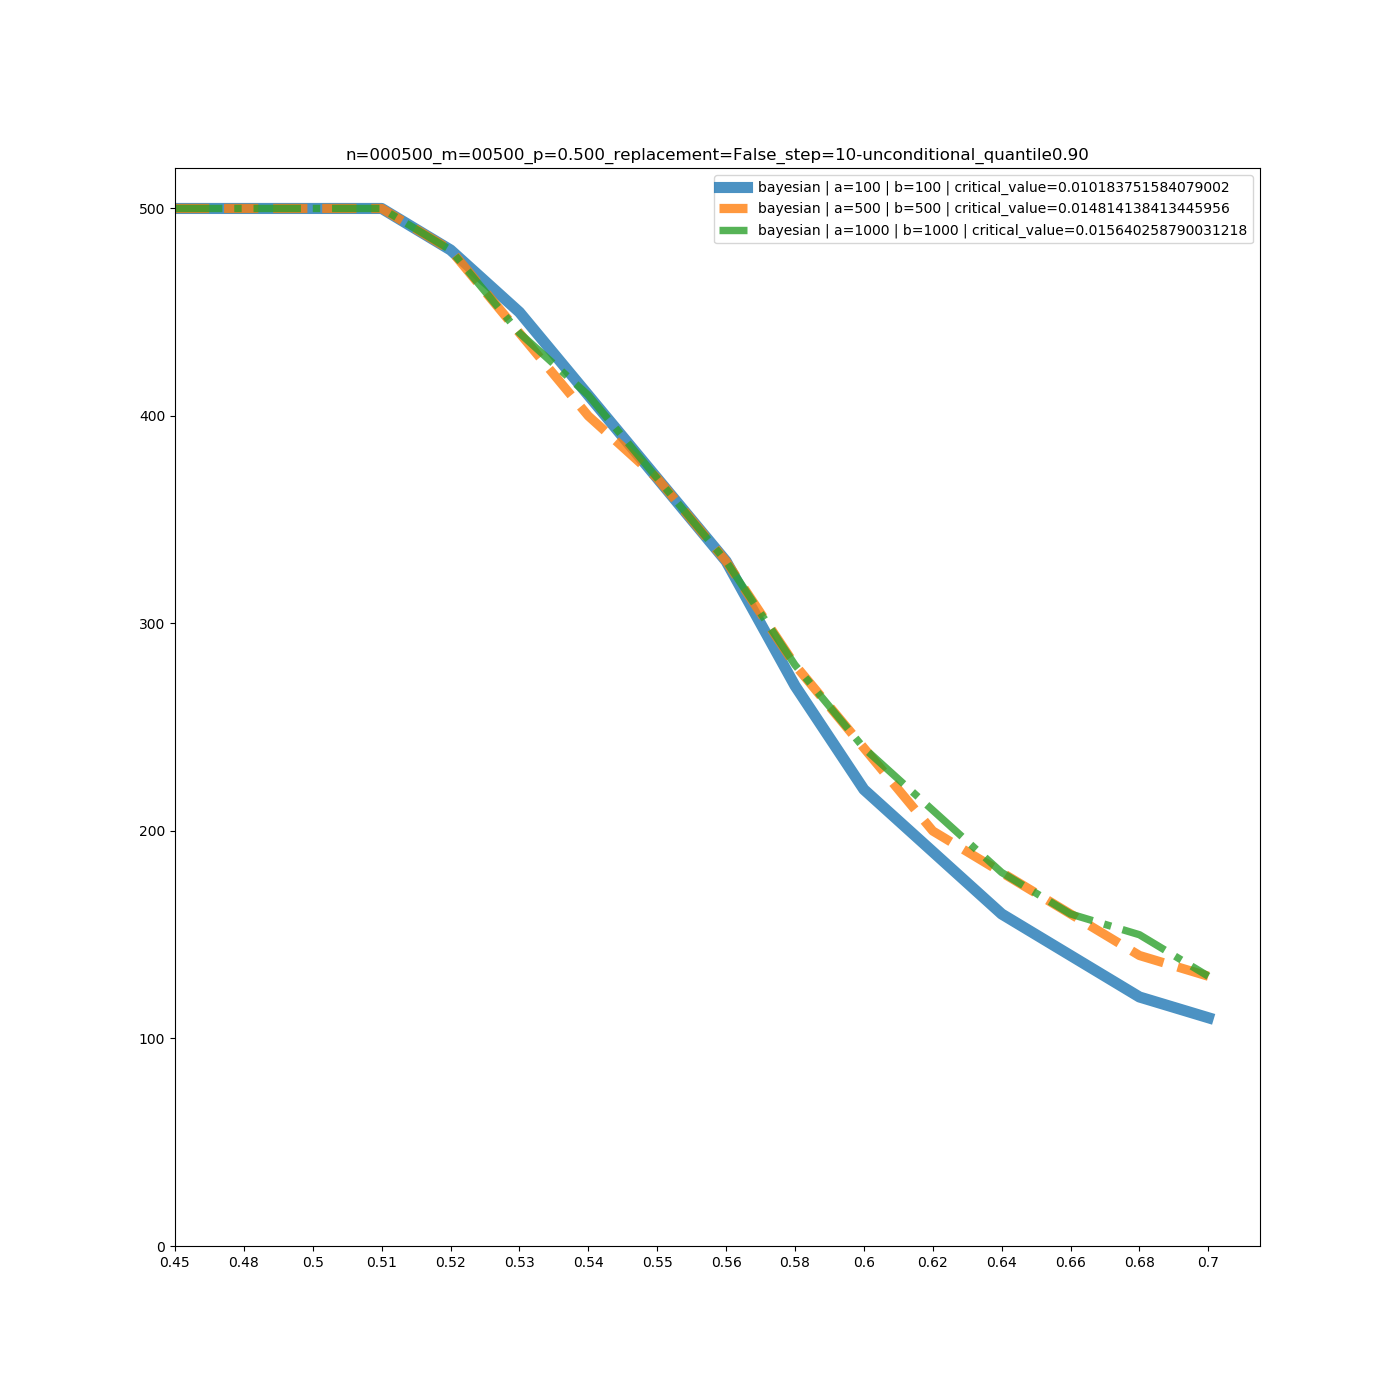 n=000500_m=00500_p=0.500_replacement=False_step=10-unconditional_quantile0.90
bayesian | a=100 | b=100 | critical_value=0.010183751584079002
bayesian | a=500 | b=500 | critical_value=0.014814138413445956
bayesian | a=1000 | b=1000 | critical_value=0.015640258790031218
500
400
300
200
100
0
0.45 0.48 0.5 0.51 0.52 0.53 0.54 0.55 0.56 0.58 0.6 0.62 0.64 0.66 0.68 0.7